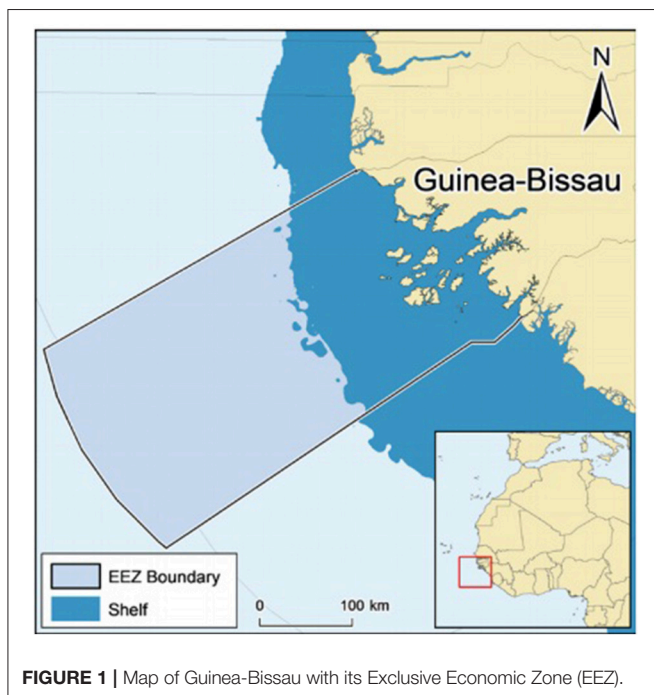 N
Guinea-Bissau
EEZ Boundary
Shelf
0 100 km
FIGURE 1 | Map of Guinea-Bissau with its Exclusive Economic Zone (EEZ).